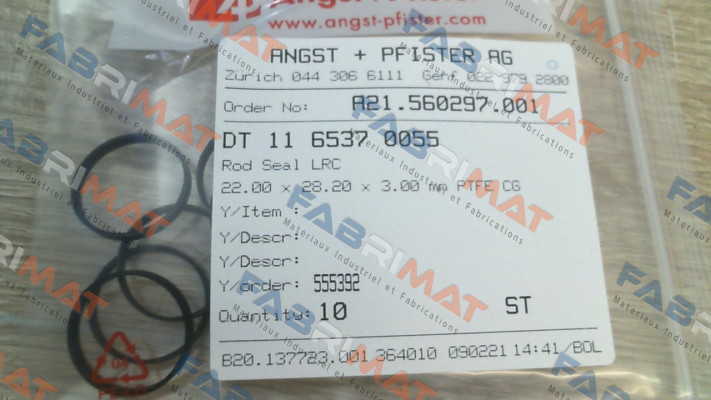 Angst+Pfister
www.angst-pfister.com
ANGST + PFISTER AG
Zürich 044 306 6111 Genf 022 979 2800
Order No: A21.560297.001
DT 11 6537 0055
Rod Seal LRC
22.00 x 28.20 x 3.00 mm PTFE CG
Y/Item :
Y/Descr:
Y/Descr:
Y/order: 555392
Quantity: 10 ST
B20.137723.001 364010 090221 14:41/BOL
04
FABRIMAT
Materiaux Industriel et Fabrications